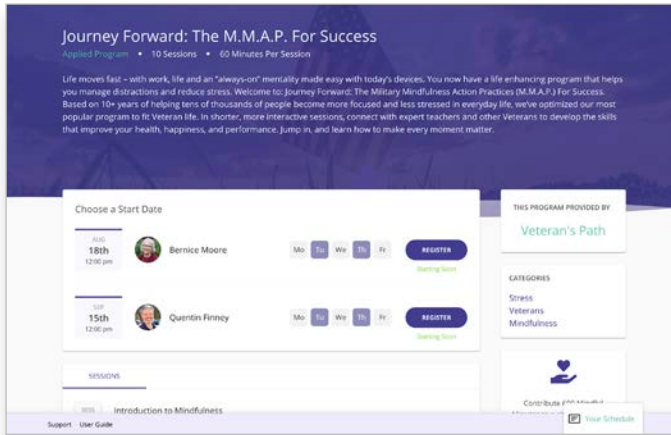 Journey Forward: The M.M.A.P. For Success
Applied Program • 10 Sessions • 60 Minutes Per Session
Life moves fast – with work, life and an "always-on" mentality made easy with today's devices. You now have a life enhancing program that helps
you manage distractions and reduce stress. Welcome to: Journey Forward: The Military Mindfulness Action Practices (M.M.A.P.) For Success.
Based on 10+ years of helping tens of thousands of people become more focused and less stressed in everyday life, we've optimized our most
popular program to fit Veteran life. In shorter, more interactive sessions, connect with expert teachers and other Veterans to develop the skills
that improve your health, happiness, and performance. Jump in, and learn how to make every moment matter.
Choose a Start Date
AUG
18th
12:00 pm
Bernice Moore
Mo Tu We Th Fr
REGISTER
Starting Soon
SEP
15th
12:00 pm
Quentin Finney
Mo Tu We Th Fr
REGISTER
Starting Soon
SESSIONS
Introduction to Mindfulness
THIS PROGRAM PROVIDED BY
Veteran's Path
CATEGORIES
Stress
Veterans
Mindfulness
Contribute 600 Mindful
Your Schedule
Support User Guide